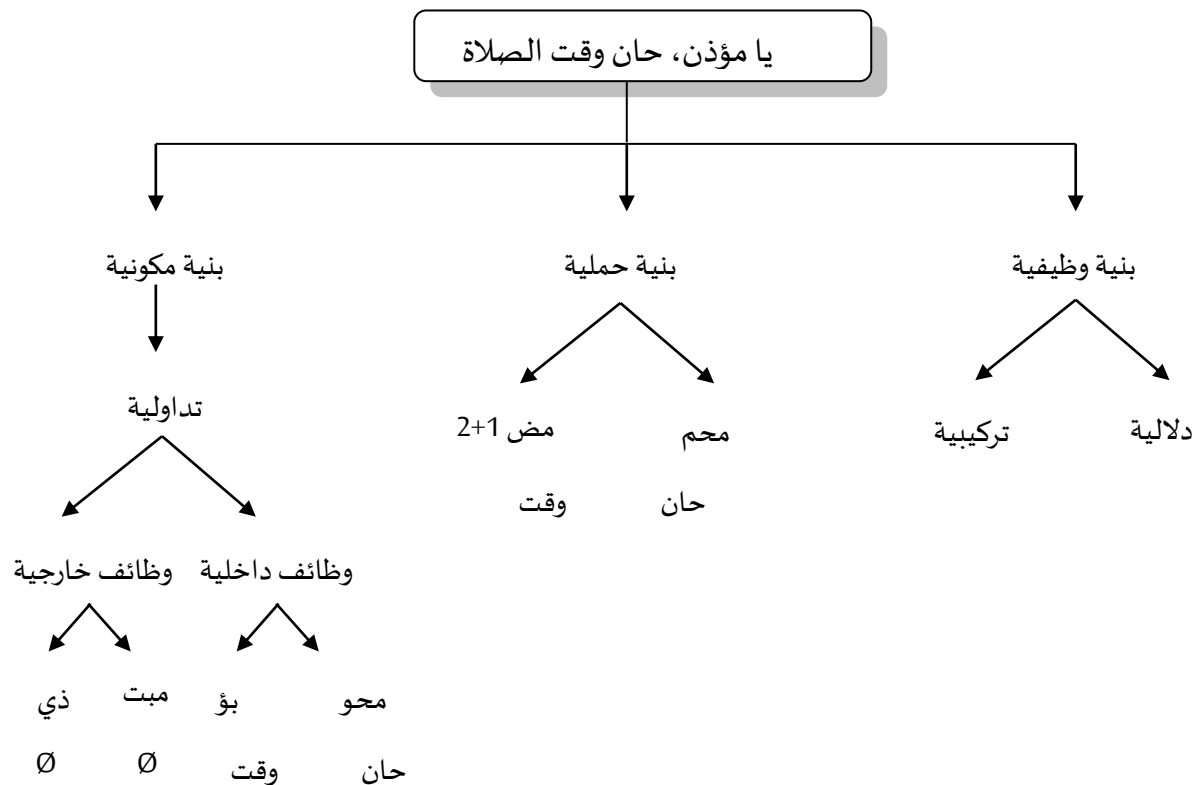 يا مؤذن، حان وقت الصلاة
بنية وظيفية بنية حملية بنية مكونية
دلالية تركيبية محم مض 1+2 تداولية
حان وقت
وظائف داخلية وظائف خارجية
محو بؤ مبت ذي
حان وقت Ø Ø